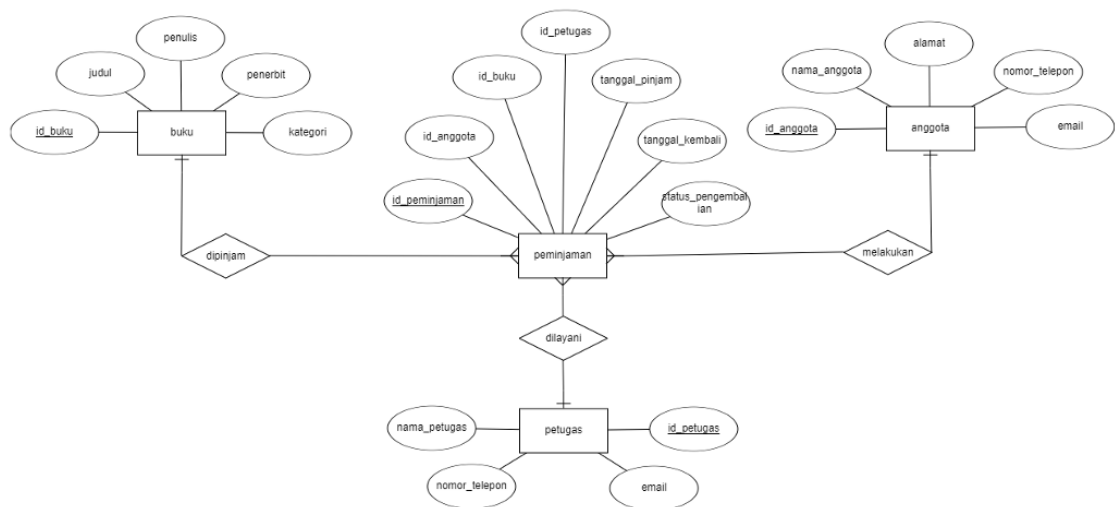 id_petugas
penulis
alamat
judul
penerbit
id_buku
tanggal_pinjam
nama_anggota
nomor_telepon
id_buku
buku
kategori
id_anggota
tanggal_kembali
id_anggota
anggota
email
id_peminjaman
status_pengembal
ian
dipinjam
peminjaman
melakukan
dilayani
nama_petugas
petugas
id_petugas
nomor_telepon
email